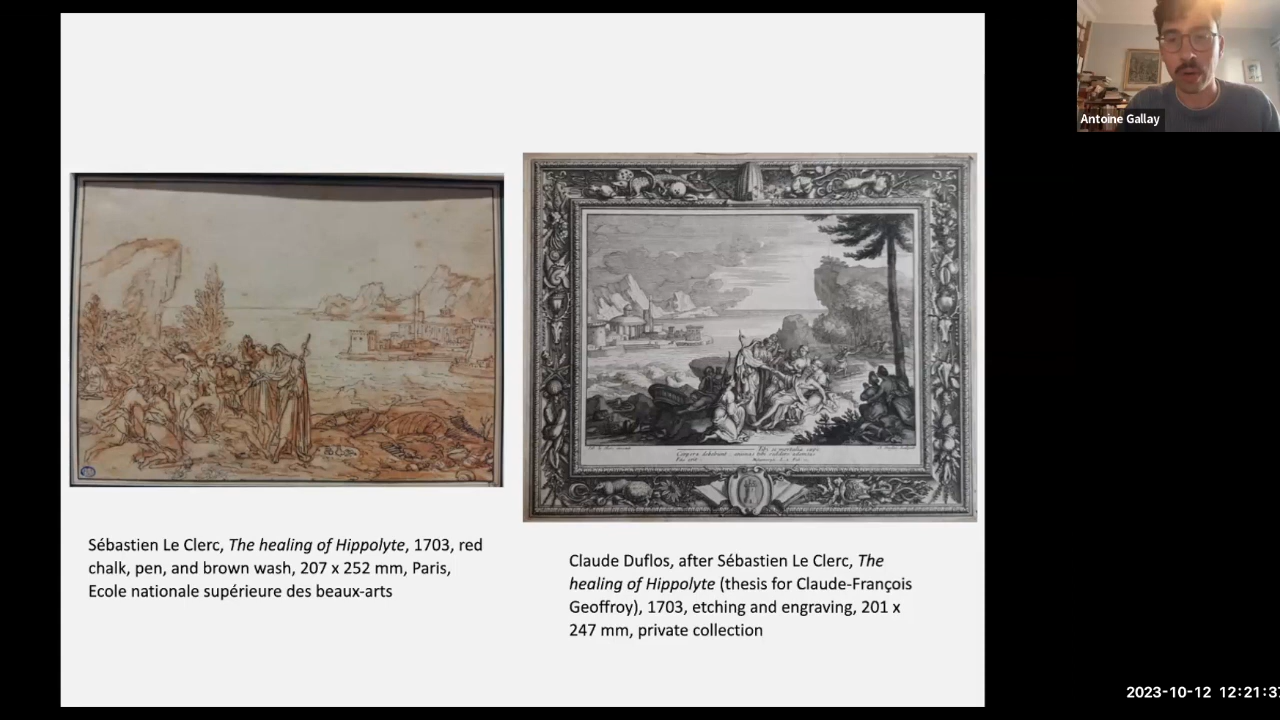 Antoine Gallay
Sébastien Le Clerc, The healing of Hippolyte, 1703, red
chalk, pen, and brown wash, 207 x 252 mm, Paris,
Ecole nationale supérieure des beaux-arts
Claude Duflos, after Sébastien Le Clerc, The
healing of Hippolyte (thesis for Claude-François
Geoffroy), 1703, etching and engraving, 201 x
247 mm, private collection
2023-10-12 12:21:37